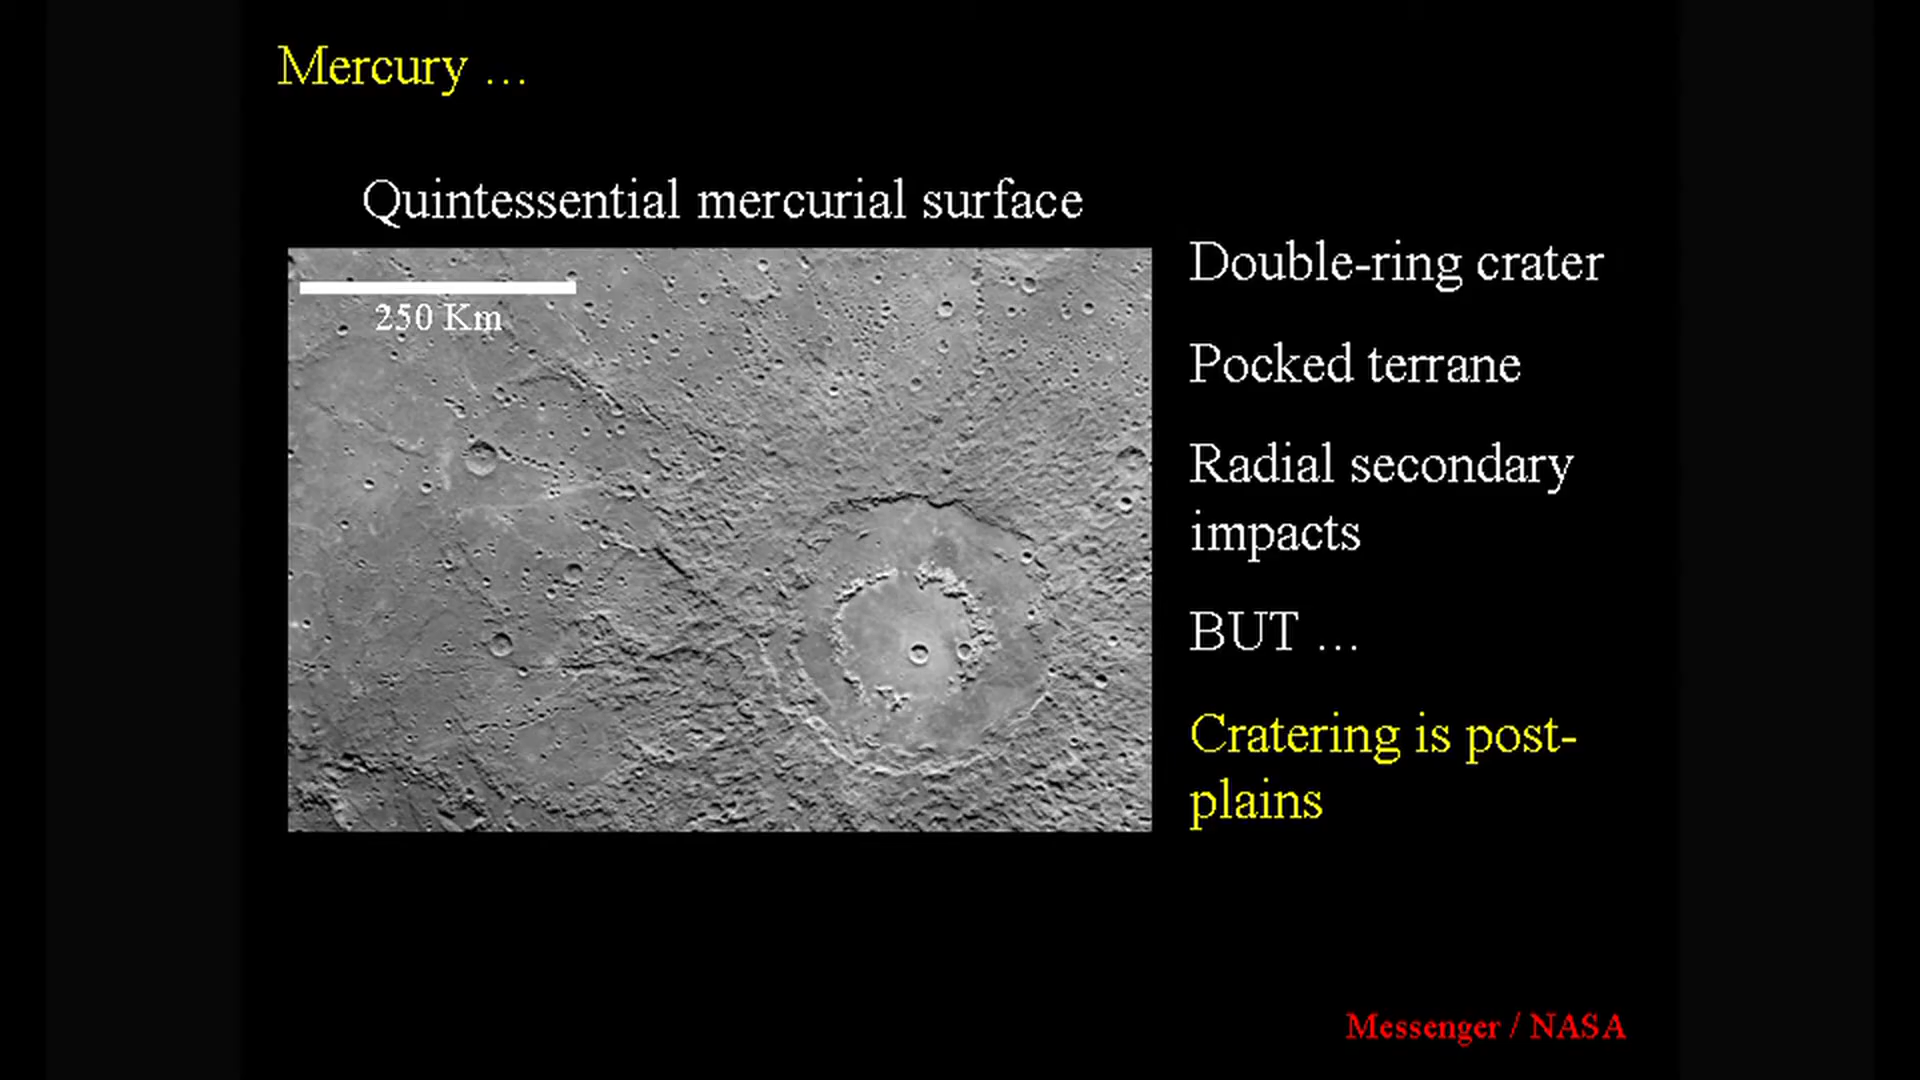 Mercury …
Quintessential mercurial surface
250 Km
Double-ring crater
Pocked terrane
Radial secondary
impacts
BUT …
Cratering is post-
plains
Messenger / NASA